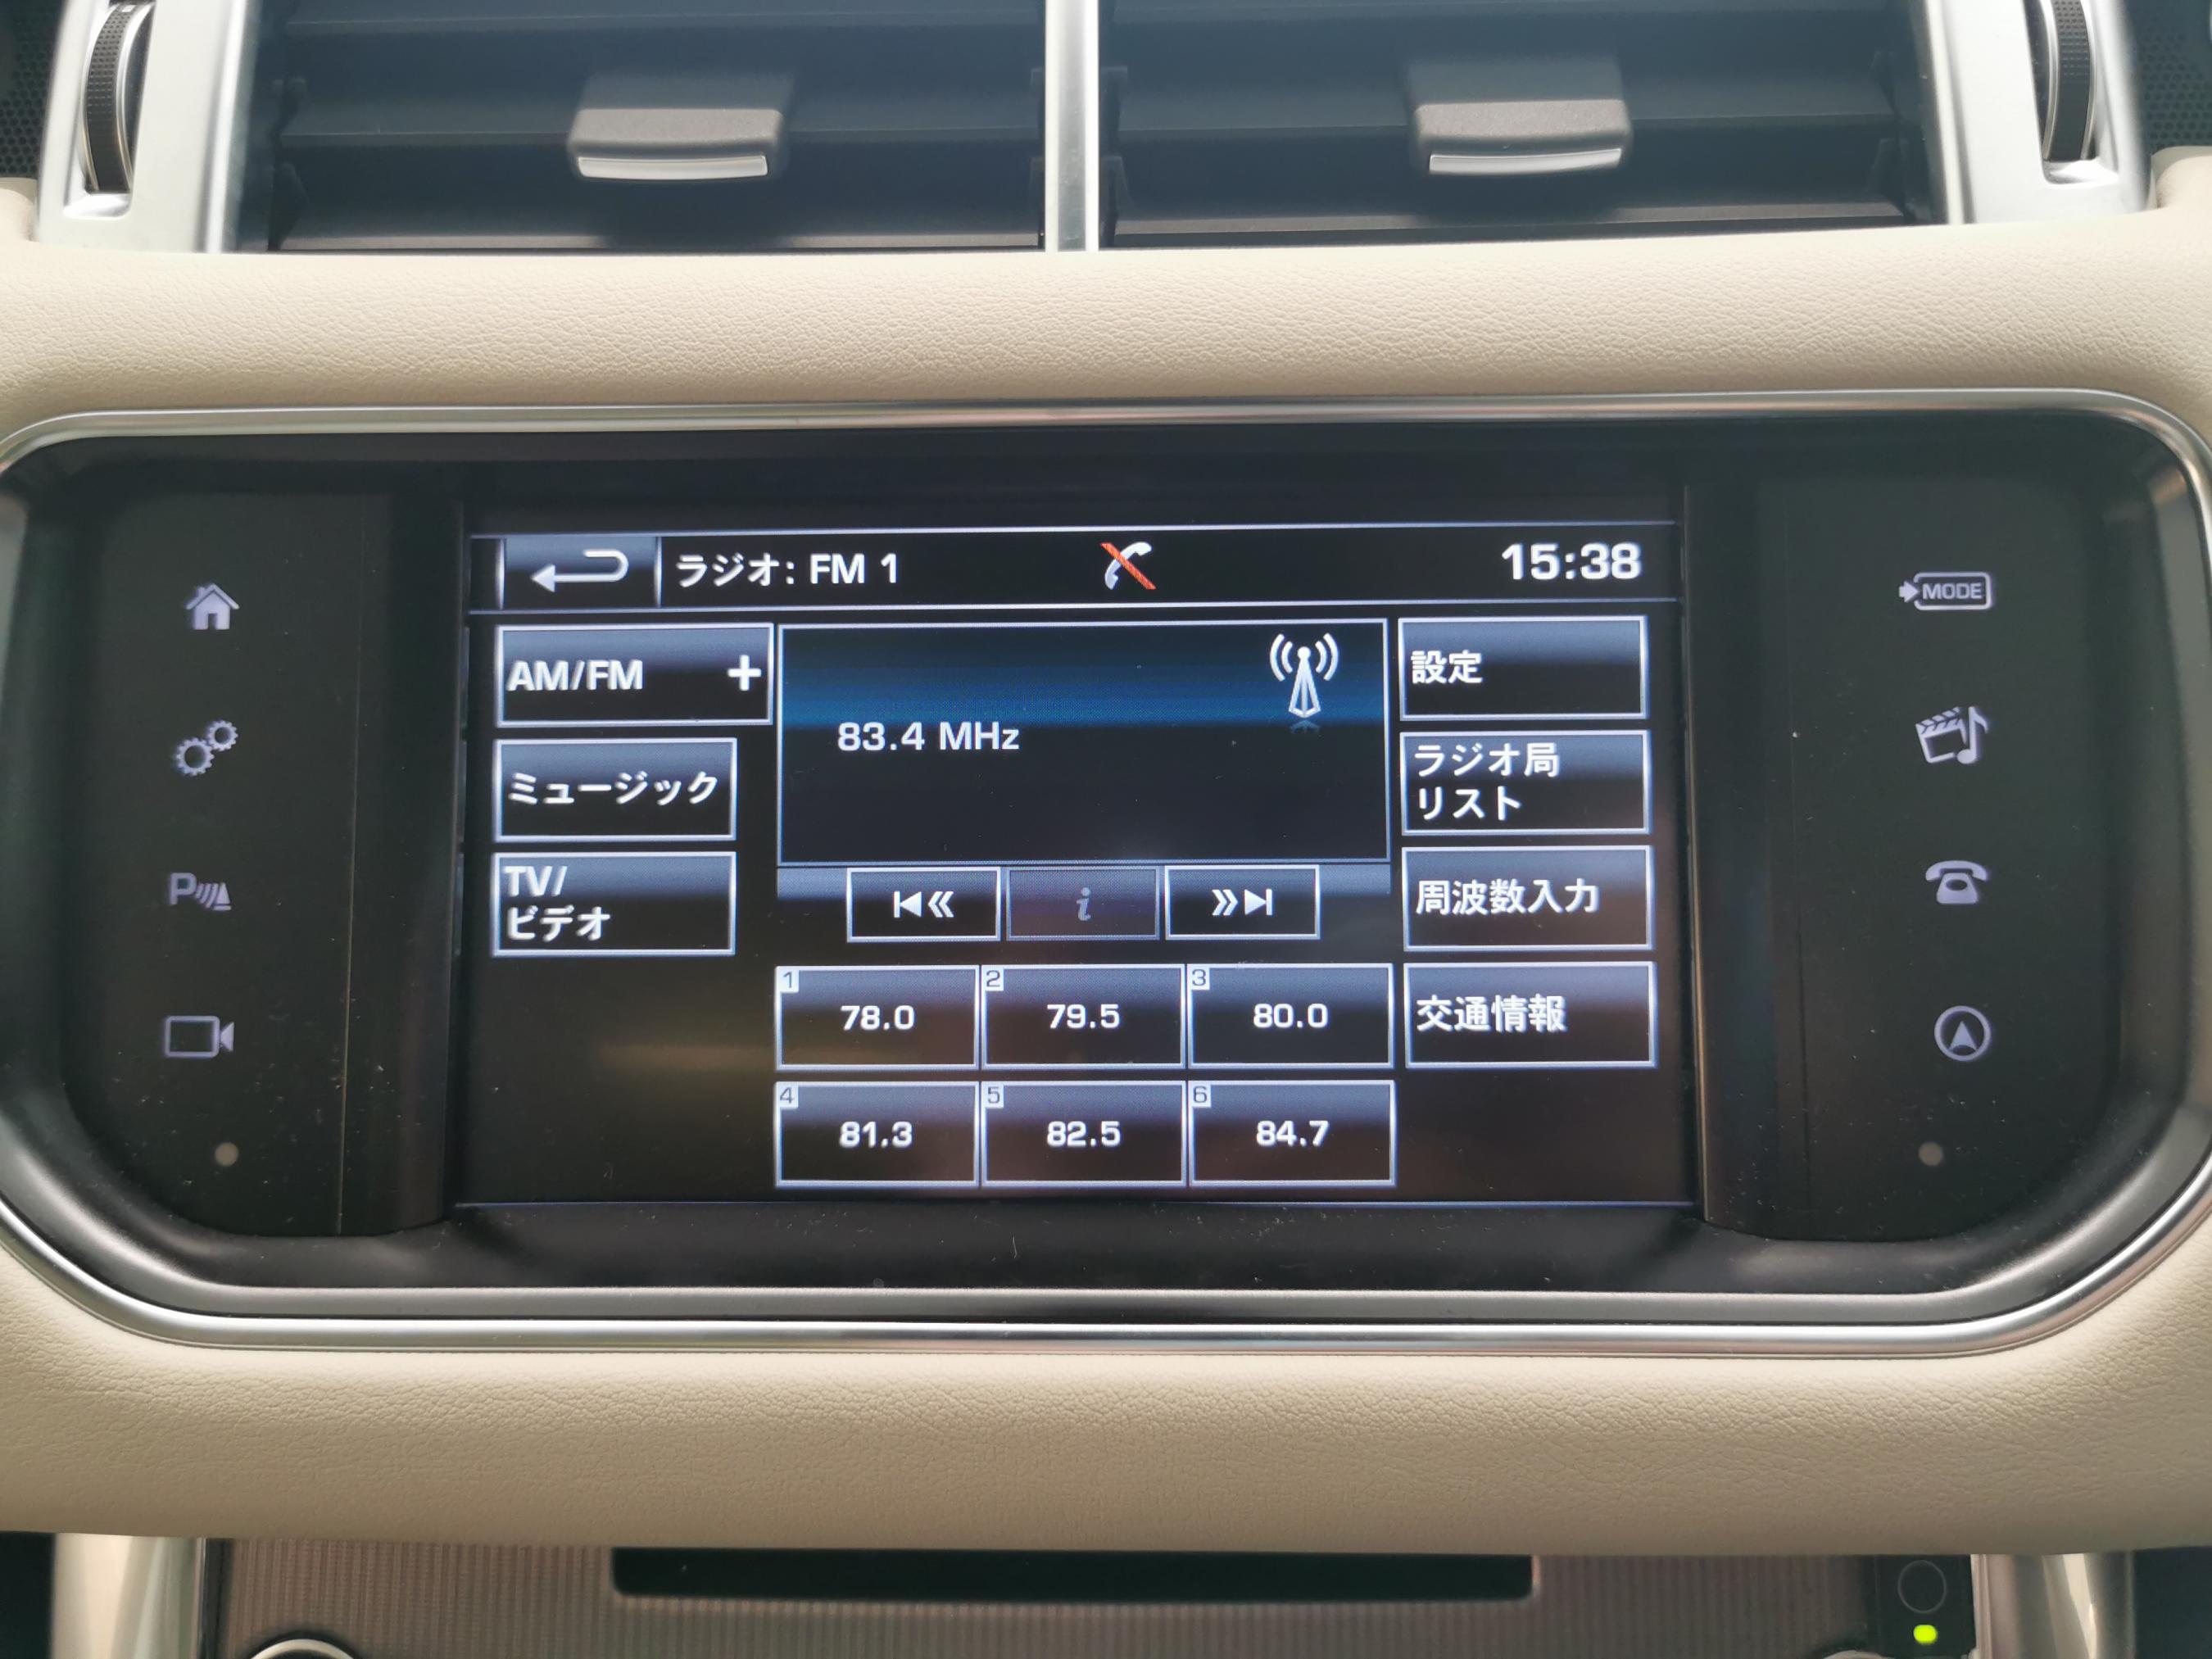 ラジオ: FM 1
15:38
MODE
AM/FM +
ミュージック
TV/
ビデオ
83.4 MHz
i
設定
ラジオ局
リスト
周波数入力
交通情報
1
78.0
2
79.5
3
80.0
4
81.3
5
82.5
6
84.7
P